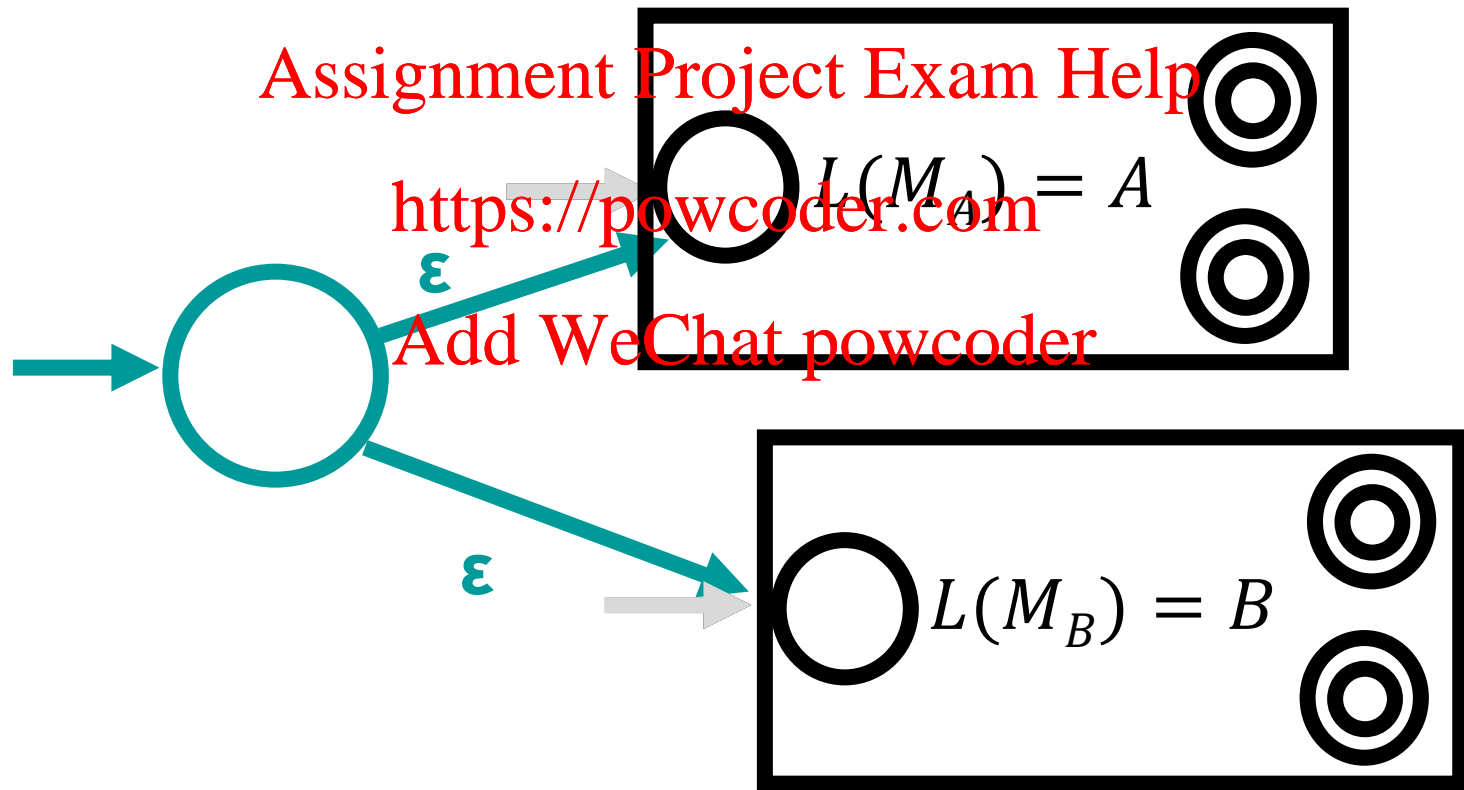 Assignment Project Exam Help
L(M_A) = A
https://powcoder.com
ε
Add WeChat powcoder
ε
L(M_B) = B